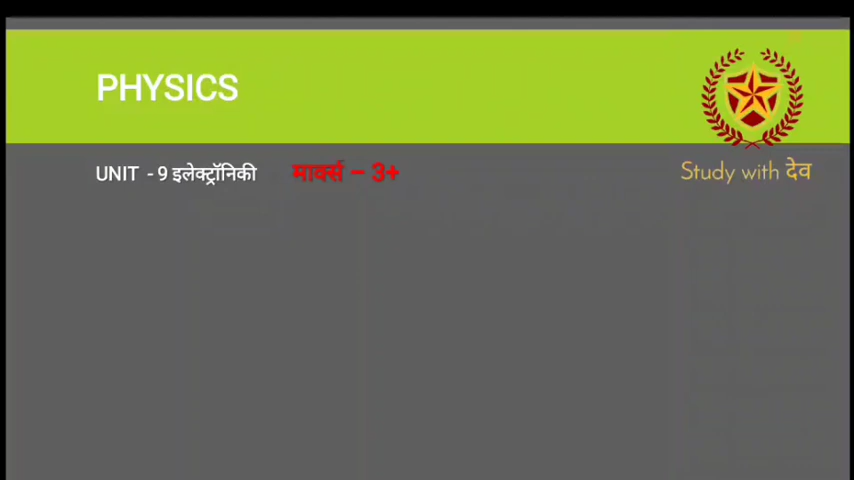 PHYSICS
UNIT - 9 इलेक्ट्रॉनिकी मार्क्स – 3+
Study with देव